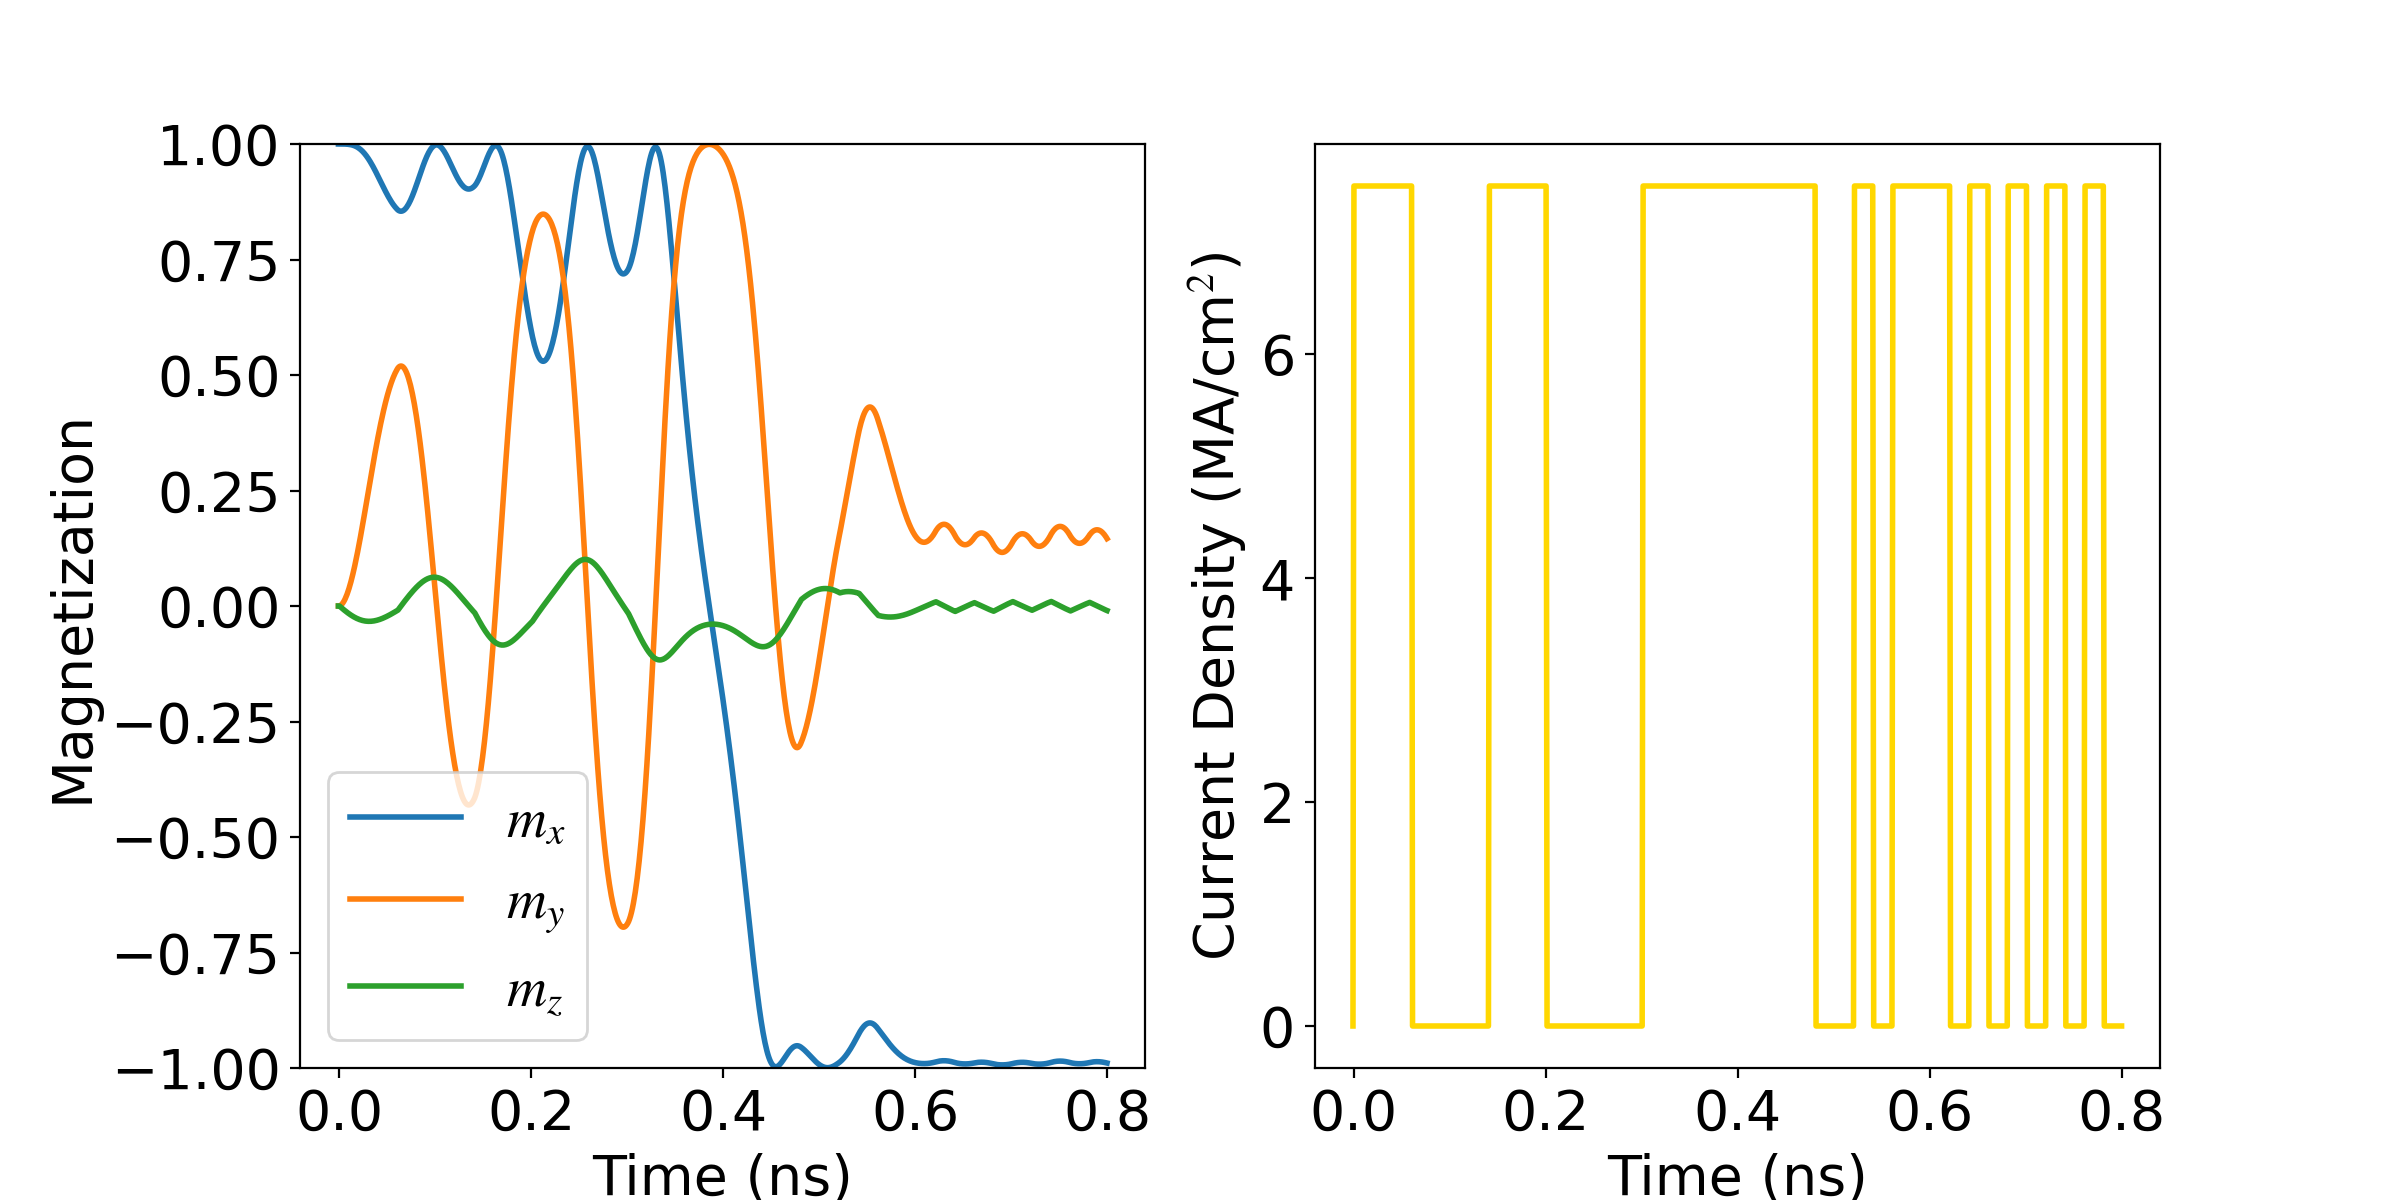 1.00
0.75
0.50
0.25
0.00
−0.25
−0.50
−0.75
−1.00
Magnetization
m_x
m_y
m_z
0.0 0.2 0.4 0.6 0.8
Time (ns)
6
4
2
0
Current Density (MA/cm²)
0.0 0.2 0.4 0.6 0.8
Time (ns)